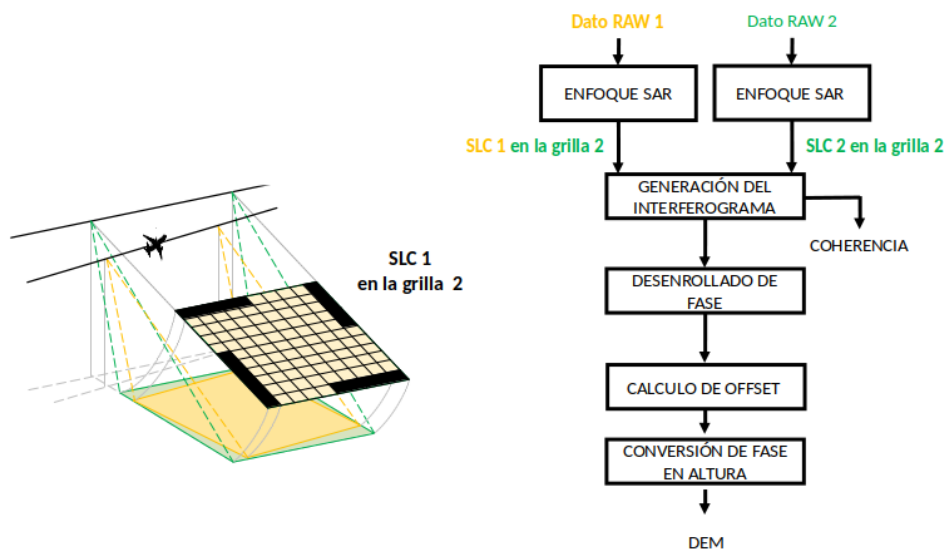 Dato RAW 1
Dato RAW 2
ENFOQUE SAR
ENFOQUE SAR
SLC 1 en la grilla 2
SLC 2 en la grilla 2
GENERACIÓN DEL
INTERFEROGRAMA
COHERENCIA
SLC 1
en la grilla 2
DESENROLLADO DE
FASE
CALCULO DE OFFSET
CONVERSIÓN DE FASE
EN ALTURA
DEM